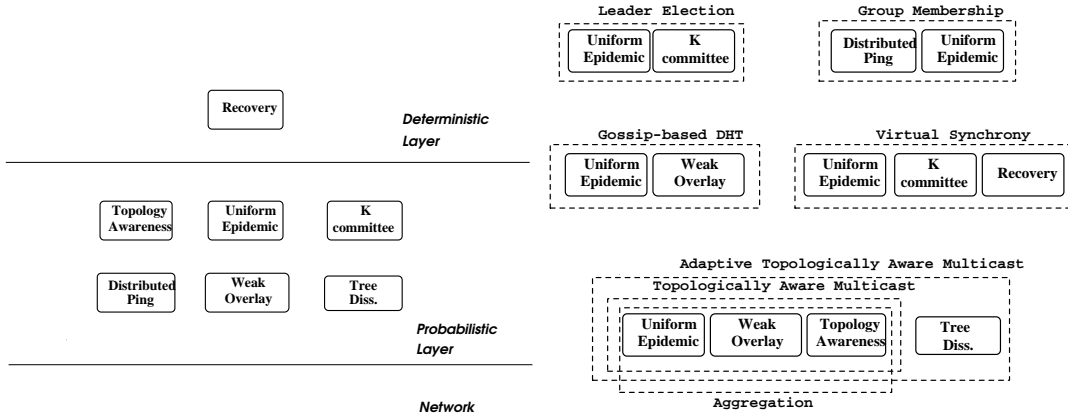 Recovery
Deterministic
Layer
Topology
Awareness
Uniform
Epidemic
K
committee
Distributed
Ping
Weak
Overlay
Tree
Diss.
Probabilistic
Layer
Network
Leader Election
Uniform
Epidemic
K
committee
Group Membership
Distributed
Ping
Uniform
Epidemic
Gossip-based DHT
Uniform
Epidemic
Weak
Overlay
Virtual Synchrony
Uniform
Epidemic
K
committee
Recovery
Adaptive Topologically Aware Multicast
Topologically Aware Multicast
Uniform
Epidemic
Weak
Overlay
Topology
Awareness
Tree
Diss.
Aggregation